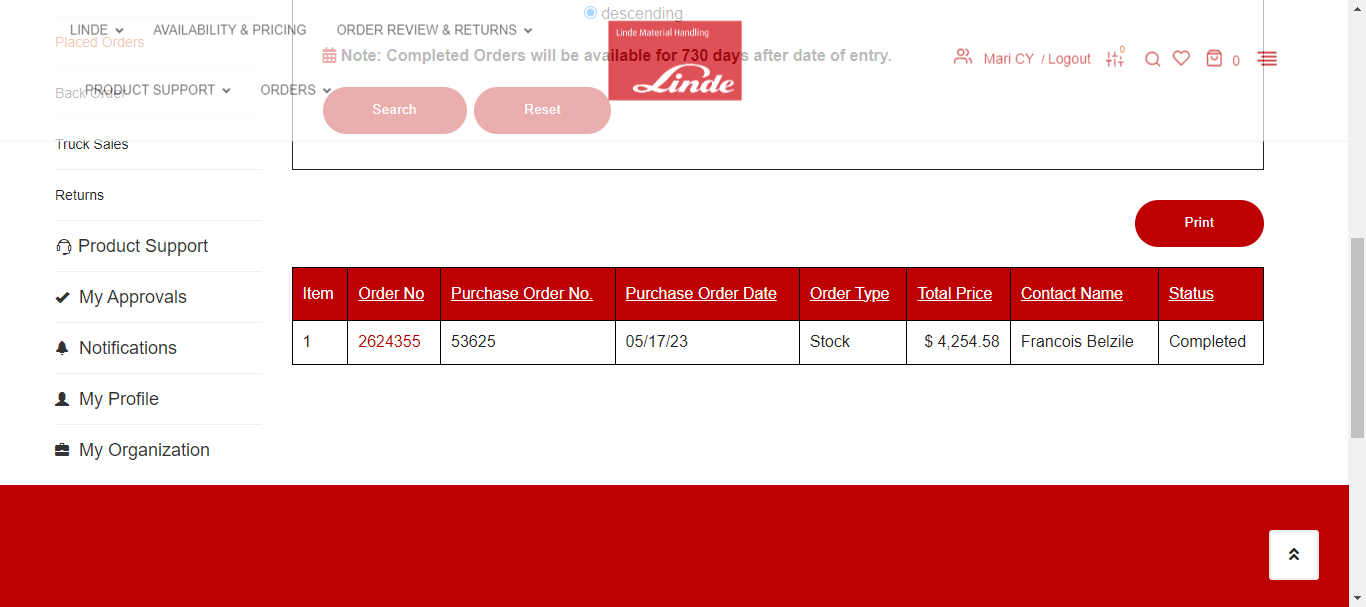 descending
LINDE AVAILABILITY & PRICING ORDER REVIEW & RETURNS
Linde Material Handling
Linde
Placed Orders
Note: Completed Orders will be available for 730 days after date of entry.
Mari CY / Logout 0 0
Back Order
PRODUCT SUPPORT ORDERS
Search Reset
Truck Sales
Returns
Product Support
My Approvals
Notifications
My Profile
My Organization
Print
Item Order No Purchase Order No. Purchase Order Date Order Type Total Price Contact Name Status
1 2624355 53625 05/17/23 Stock $ 4,254.58 Francois Belzile Completed